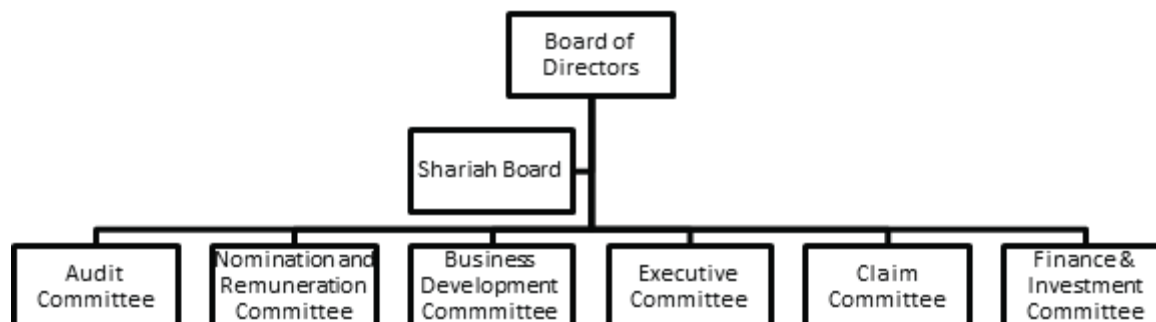 Board of
Directors
Shariah Board
Audit
Committee
Nomination and
Remuneration
Committee
Business
Development
Commmittee
Executive
Committee
Claim
Committee
Finance &
Investment
Committee